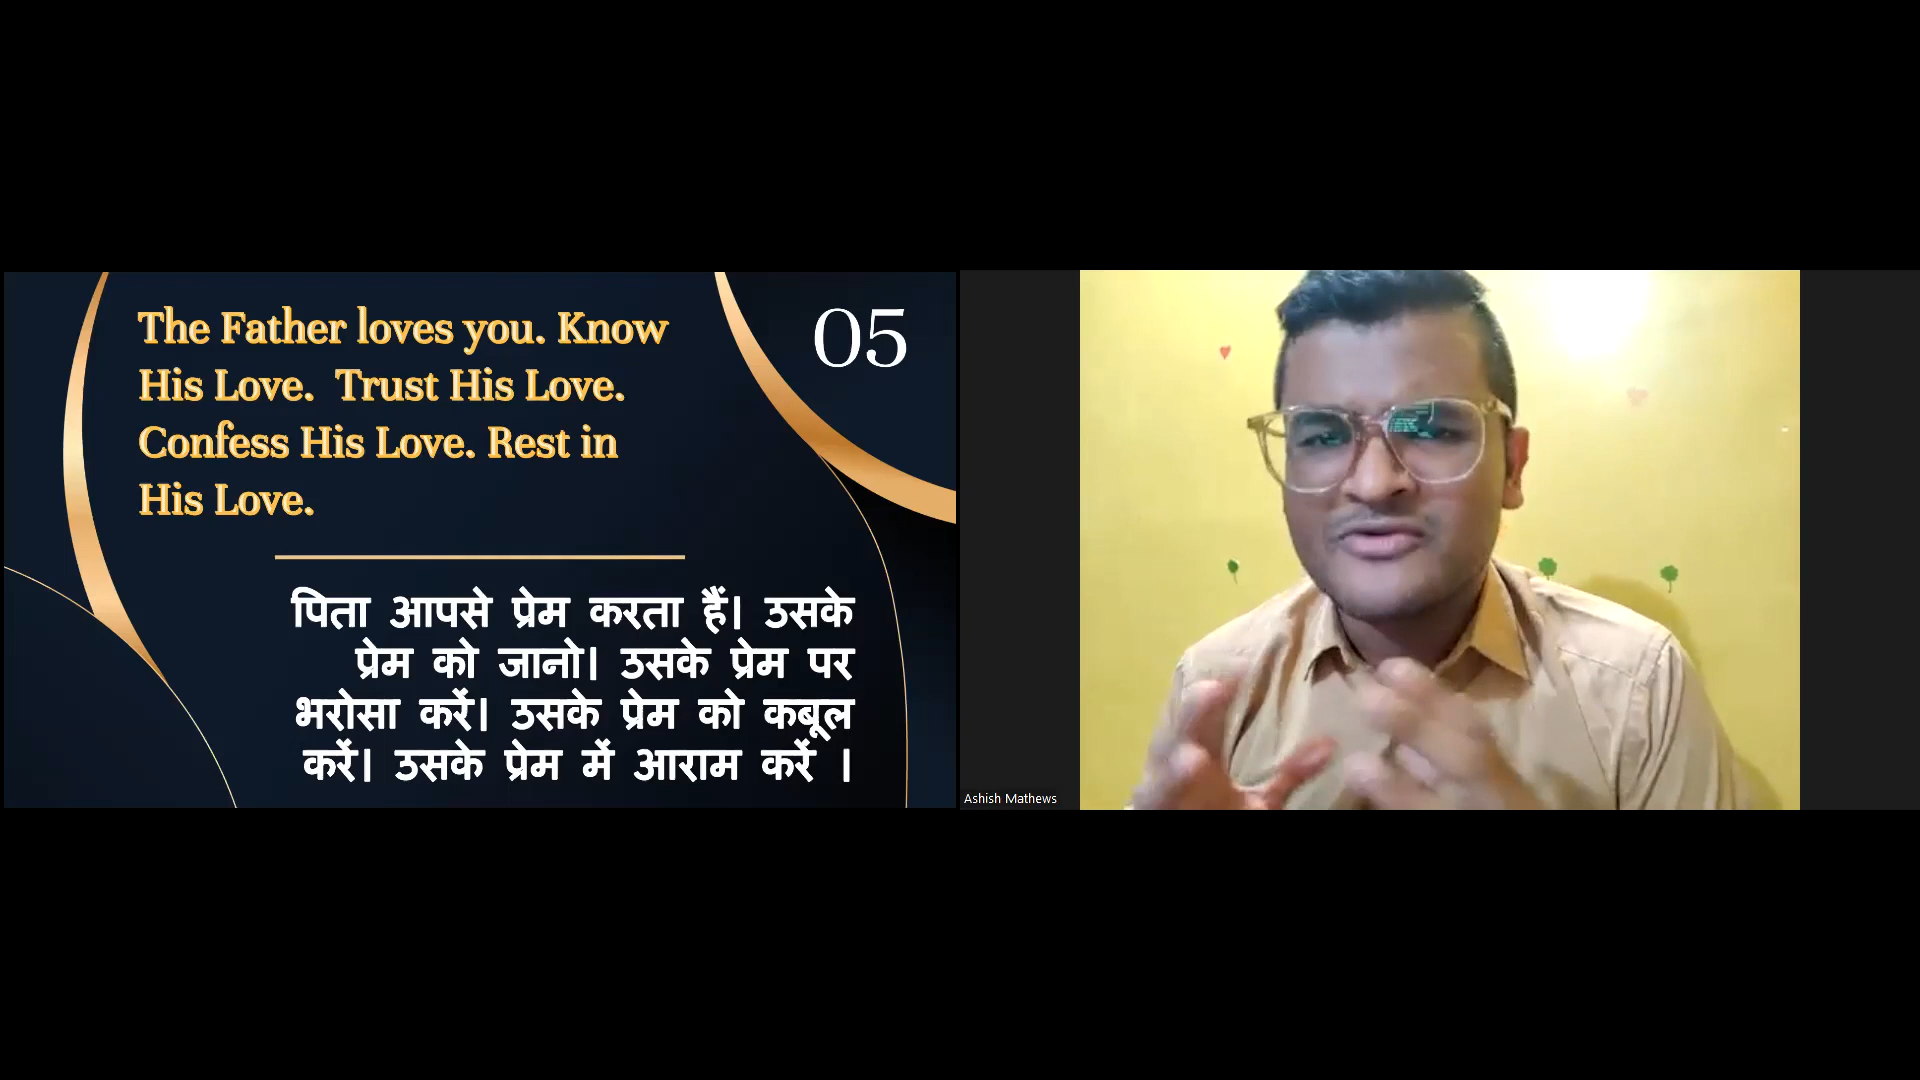 The Father loves you. Know
His Love. Trust His Love.
Confess His Love. Rest in
His Love.
05
पिता आपसे प्रेम करता हैं। उसके
प्रेम को जानो। उसके प्रेम पर
भरोसा करें। उसके प्रेम को कबूल
करें। उसके प्रेम में आराम करें ।
Ashish Mathews